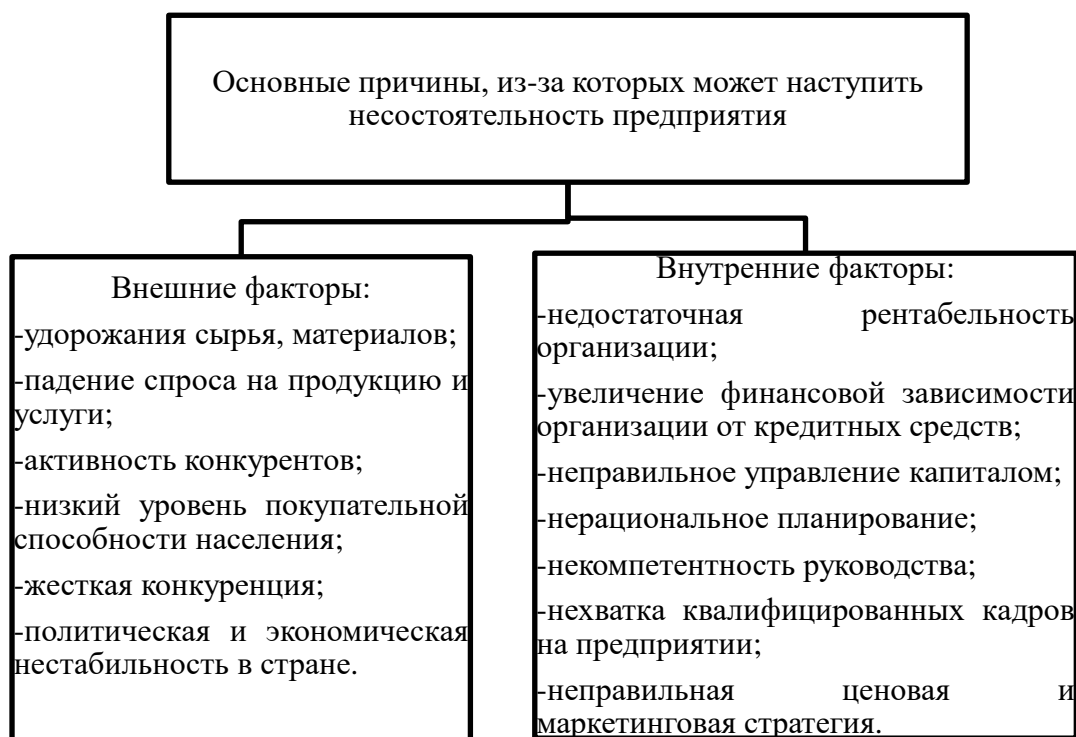 Основные причины, из-за которых может наступить
несостоятельность предприятия
Внешние факторы:
-удорожания сырья, материалов;
-падение спроса на продукцию и
услуги;
-активность конкурентов;
-низкий уровень покупательной
способности населения;
-жесткая конкуренция;
-политическая и экономическая
нестабильность в стране.
Внутренние факторы:
-недостаточная рентабельность
организации;
-увеличение финансовой зависимости
организации от кредитных средств;
-неправильное управление капиталом;
-нерациональное планирование;
-некомпетентность руководства;
-нехватка квалифицированных кадров
на предприятии;
-неправильная ценовая и
маркетинговая стратегия.